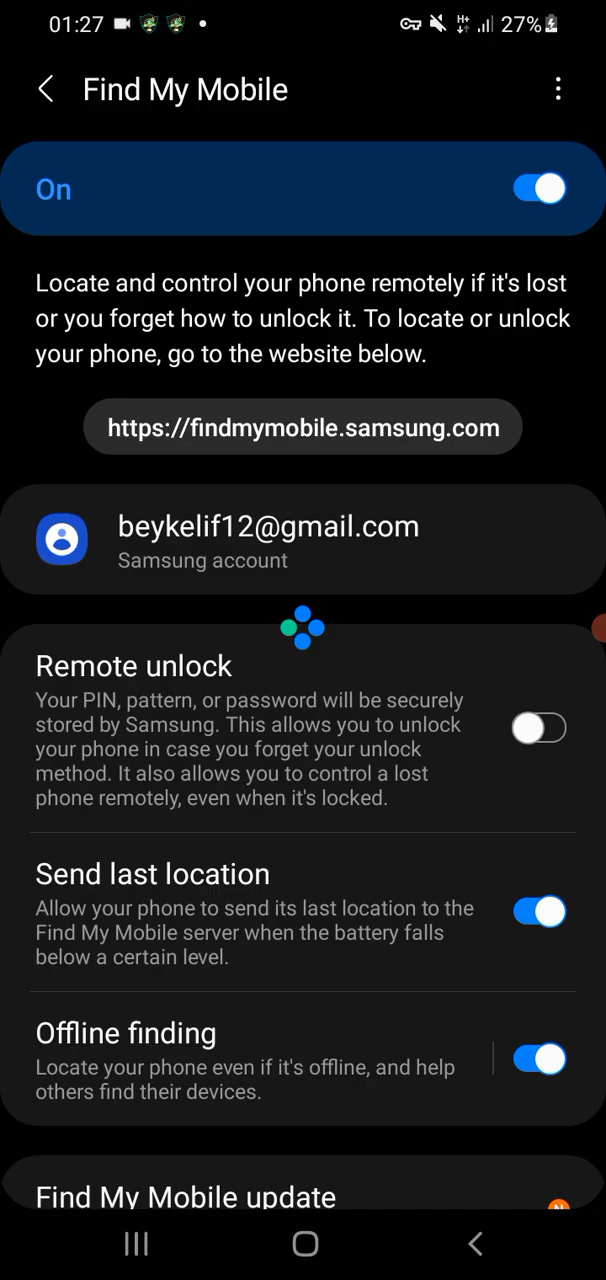 01:27
H+
27%
Find My Mobile
On
Locate and control your phone remotely if it's lost
or you forget how to unlock it. To locate or unlock
your phone, go to the website below.
https://findmymobile.samsung.com
beykelif12@gmail.com
Samsung account
Remote unlock
Your PIN, pattern, or password will be securely
stored by Samsung. This allows you to unlock
your phone in case you forget your unlock
method. It also allows you to control a lost
phone remotely, even when it's locked.
Send last location
Allow your phone to send its last location to the
Find My Mobile server when the battery falls
below a certain level.
Offline finding
Locate your phone even if it's offline, and help
others find their devices.
Find My Mobile update
N